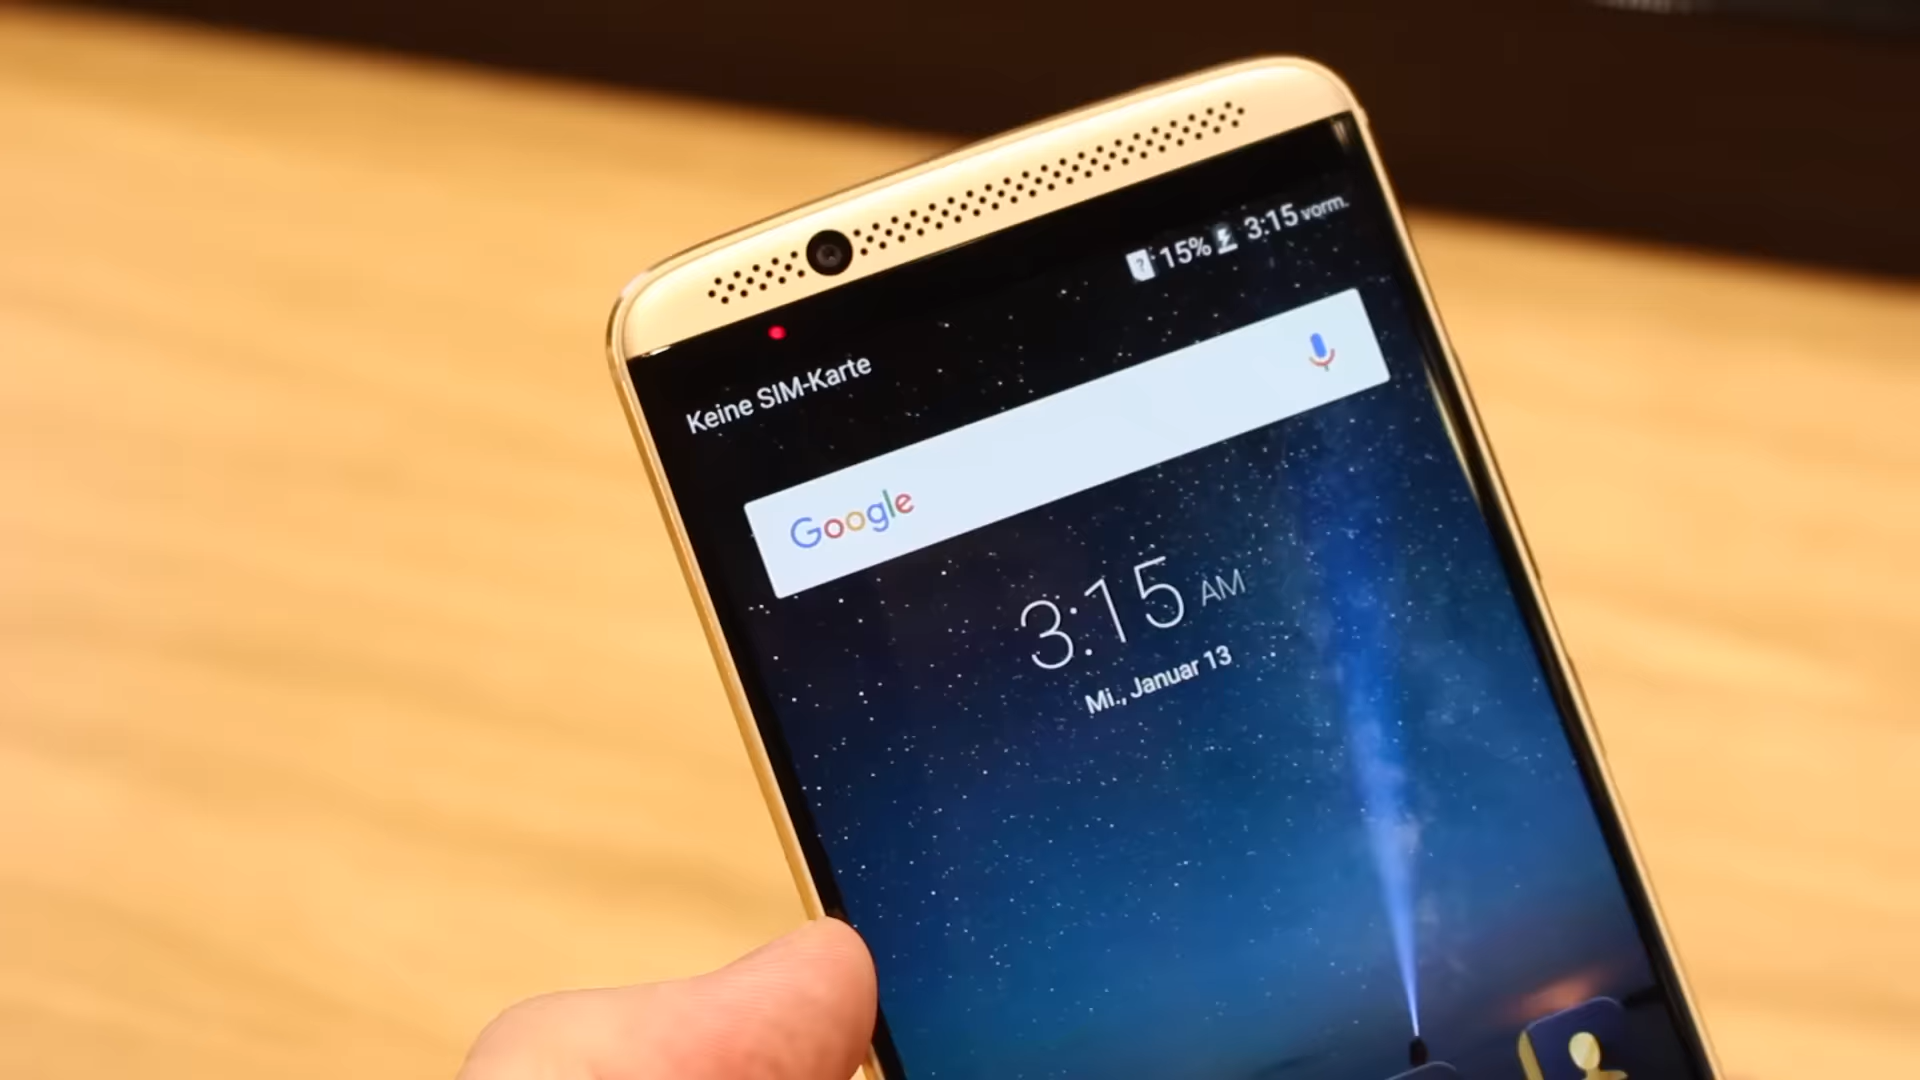 15% 3:15 vorm.
Keine SIM-Karte
Google
3:15 AM
Mi., Januar 13